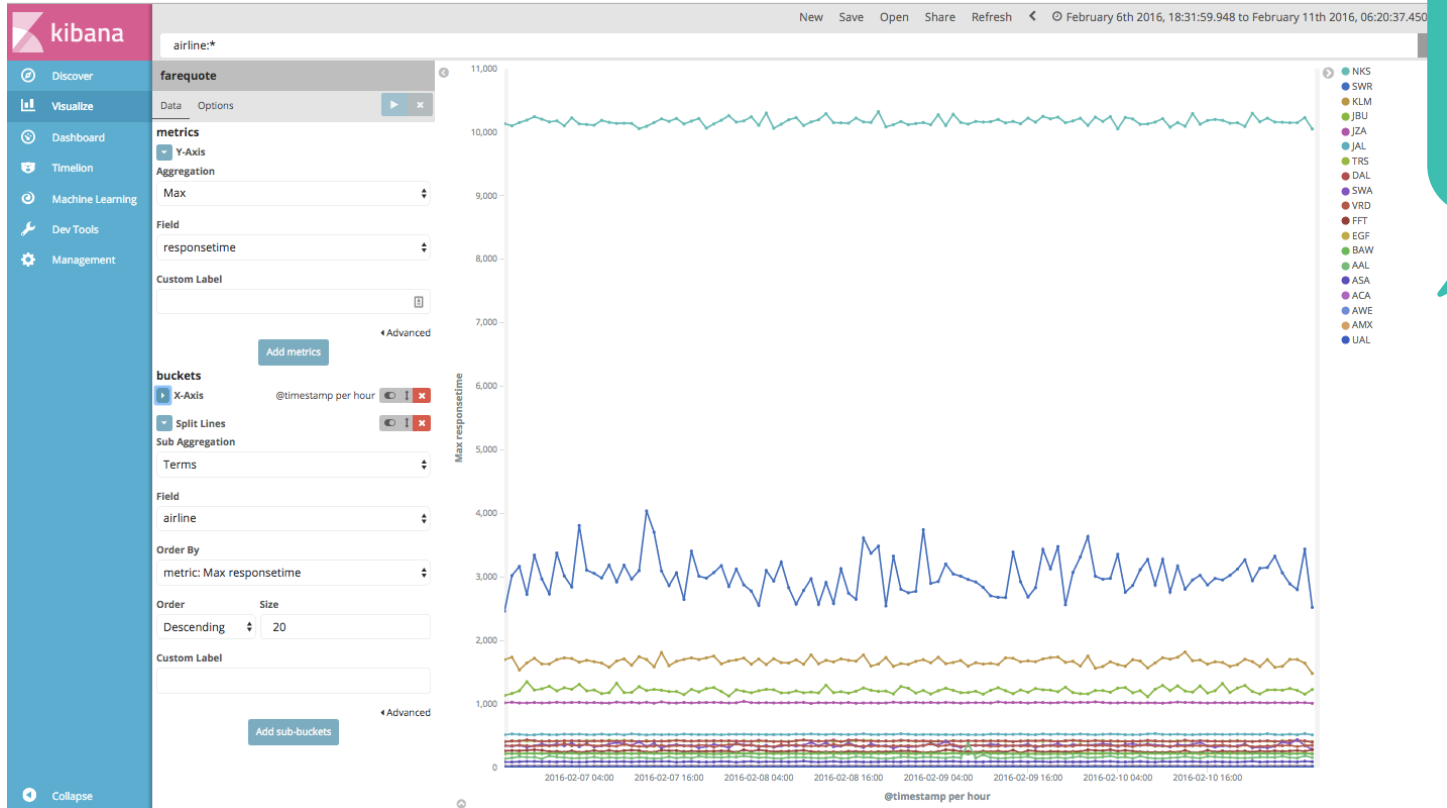 kibana
New Save Open Share Refresh February 6th 2016, 18:31:59.948 to February 11th 2016, 06:20:37.450
airline:*
Discover
Visualize
Dashboard
Timelion
Machine Learning
Dev Tools
Management
Collapse
farequote
Data Options
metrics
Y-Axis
Aggregation
Max
Field
responsetime
Custom Label
Advanced
Add metrics
buckets
X-Axis @timestamp per hour
Split Lines
Sub Aggregation
Terms
Field
airline
Order By
metric: Max responsetime
Order Size
Descending 20
Custom Label
Advanced
Add sub-buckets
Max responsetime
11,000
10,000
9,000
8,000
7,000
6,000
5,000
4,000
3,000
2,000
1,000
0
2016-02-07 04:00 2016-02-07 16:00 2016-02-08 04:00 2016-02-08 16:00 2016-02-09 04:00 2016-02-09 16:00 2016-02-10 04:00 2016-02-10 16:00
@timestamp per hour
NKS
SWR
KLM
JBU
JZA
JAL
TRS
DAL
SWA
VRD
FFT
EGF
BAW
AAL
ASA
ACA
AWE
AMX
UAL